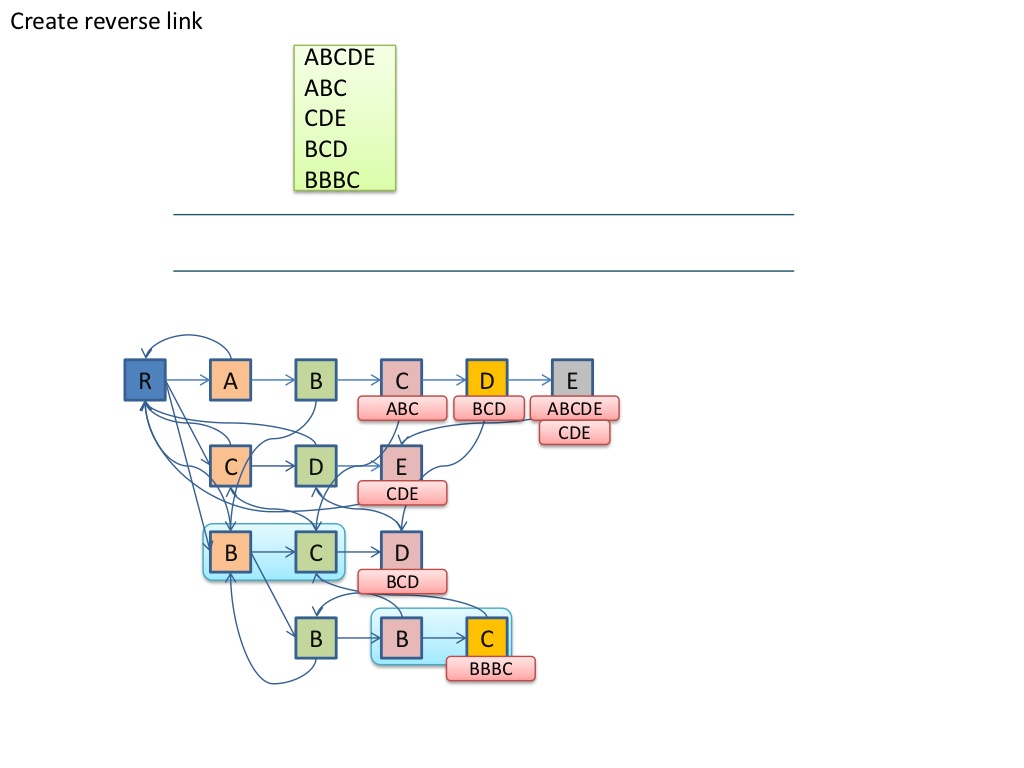 Create reverse link
ABCDE
ABC
CDE
BCD
BBBC
R A B C D E
ABC BCD ABCDE
CDE
C D E
CDE
B C D
BCD
B B C
BBBC